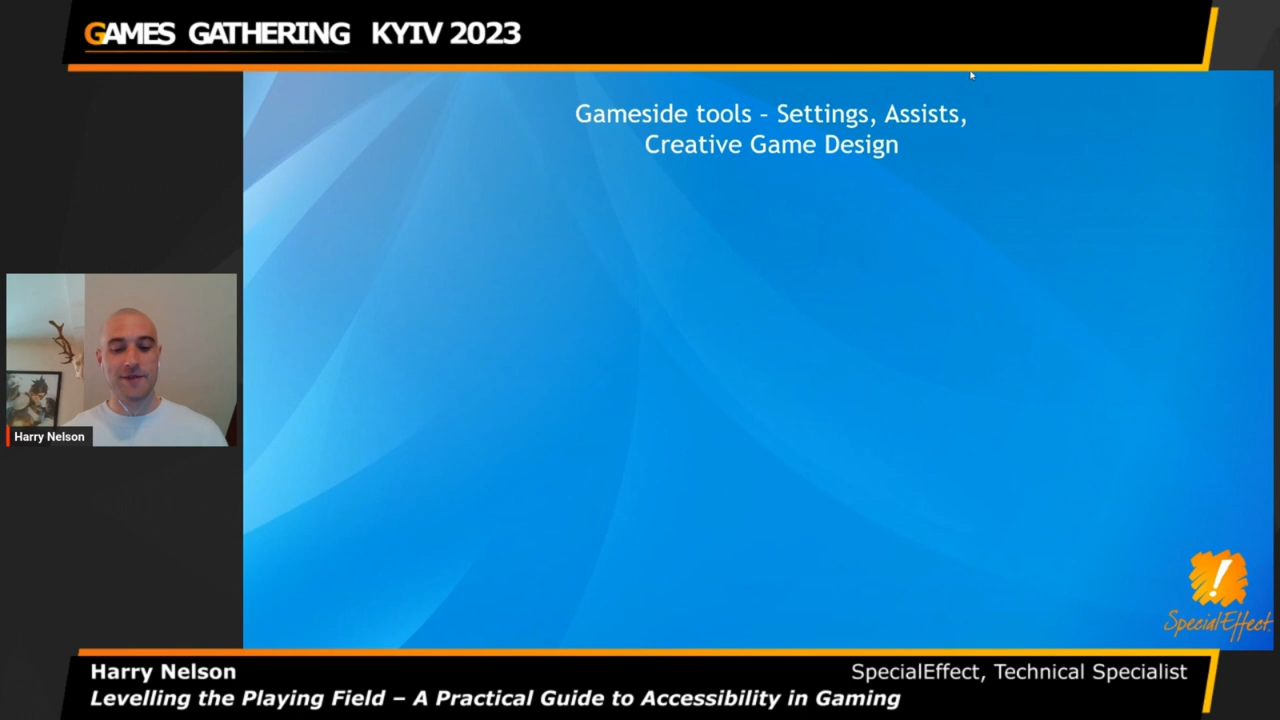 GAMES GATHERING KYIV 2023
Gameside tools – Settings, Assists,
Creative Game Design
Harry Nelson
!
SpecialEffect
Harry Nelson
SpecialEffect, Technical Specialist
Levelling the Playing Field – A Practical Guide to Accessibility in Gaming